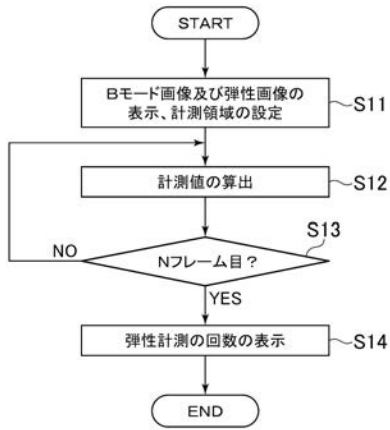 START
Bモード画像及び弾性画像の
表示、計測領域の設定
S11
計測値の算出
S12
S13
Nフレーム目?
NO
YES
弾性計測の回数の表示
S14
END